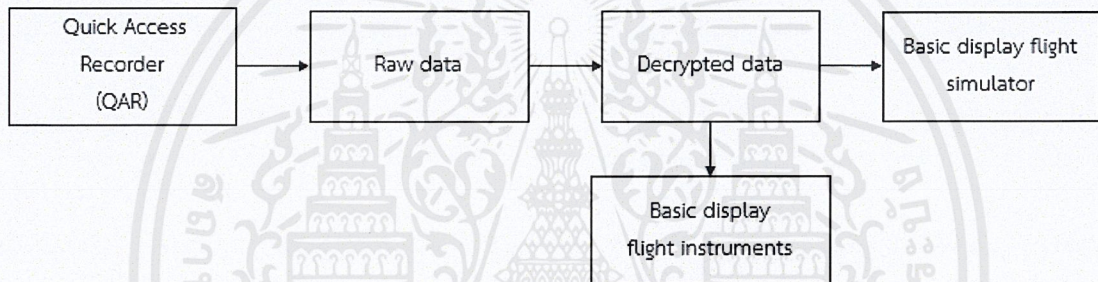 Quick Access
Recorder
(QAR)
Raw data
Decrypted data
Basic display flight
simulator
Basic display
flight instruments